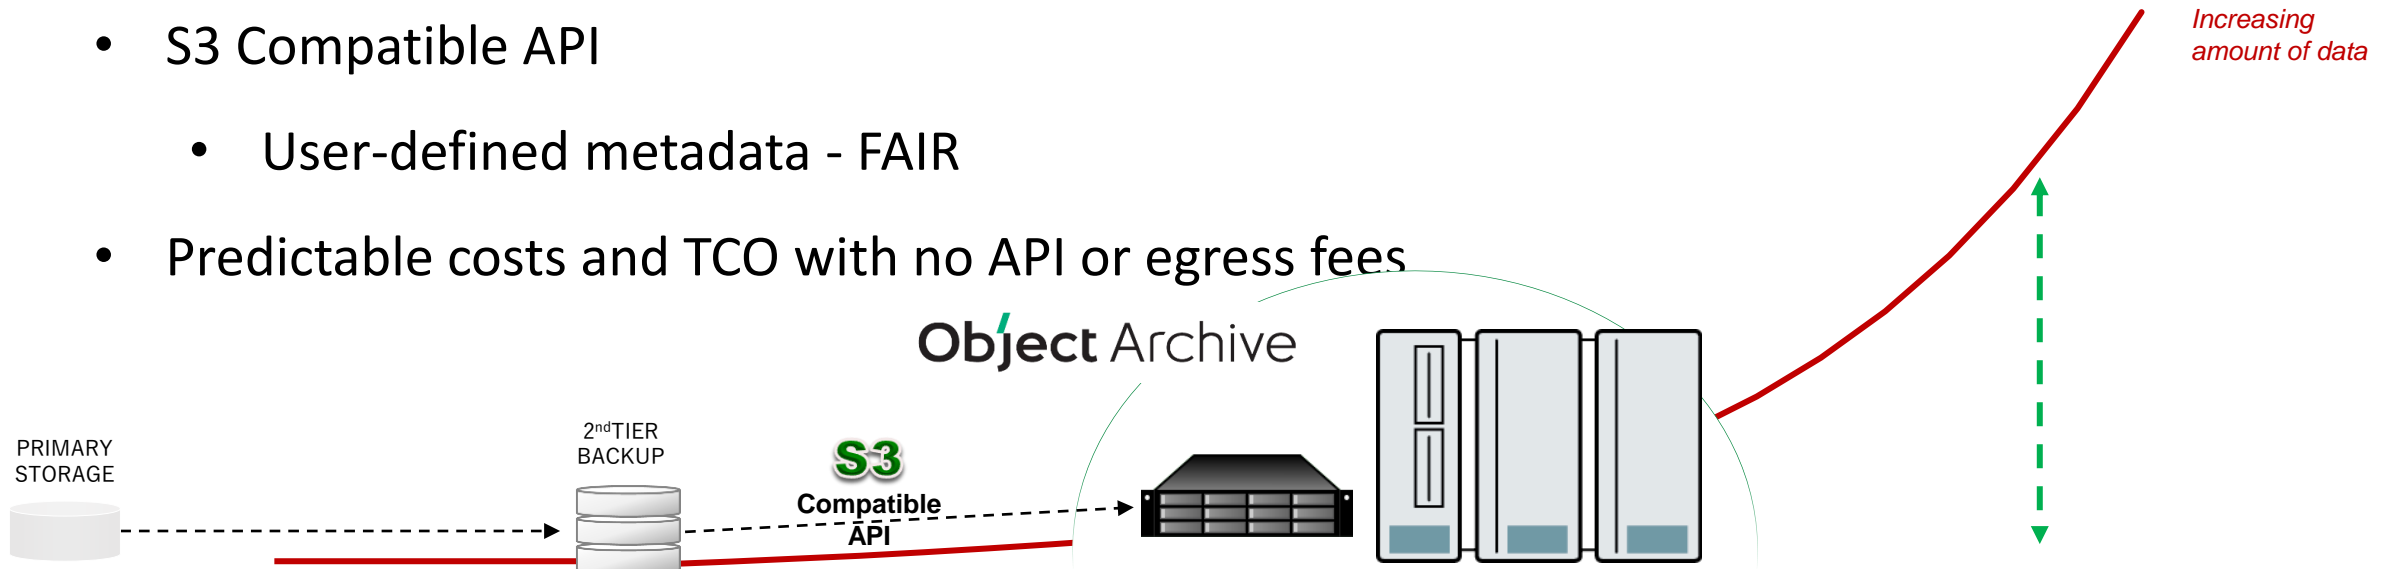 • S3 Compatible API
• User-defined metadata - FAIR
• Predictable costs and TCO with no API or egress fees
Increasing
amount of data
Object Archive
PRIMARY
STORAGE
2ndTIER
BACKUP
S3
Compatible
API